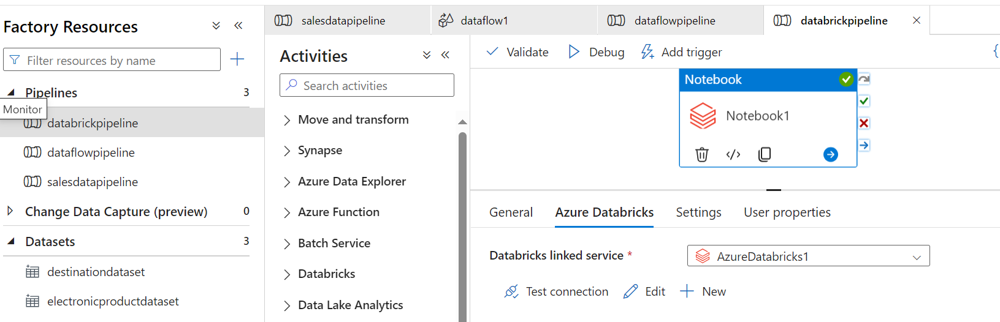 Factory Resources
Filter resources by name
Pipelines 3
Monitor
databrickpipeline
dataflowpipeline
salesdatapipeline
Change Data Capture (preview) 0
Datasets 3
destinationdataset
electronicproductdataset
salesdatapipeline dataflow1 dataflowpipeline databrickpipeline
Activities
Search activities
Move and transform
Synapse
Azure Data Explorer
Azure Function
Batch Service
Databricks
Data Lake Analytics
Validate Debug Add trigger {
Notebook
Notebook1
General Azure Databricks Settings User properties
Databricks linked service * AzureDatabricks1
Test connection Edit New